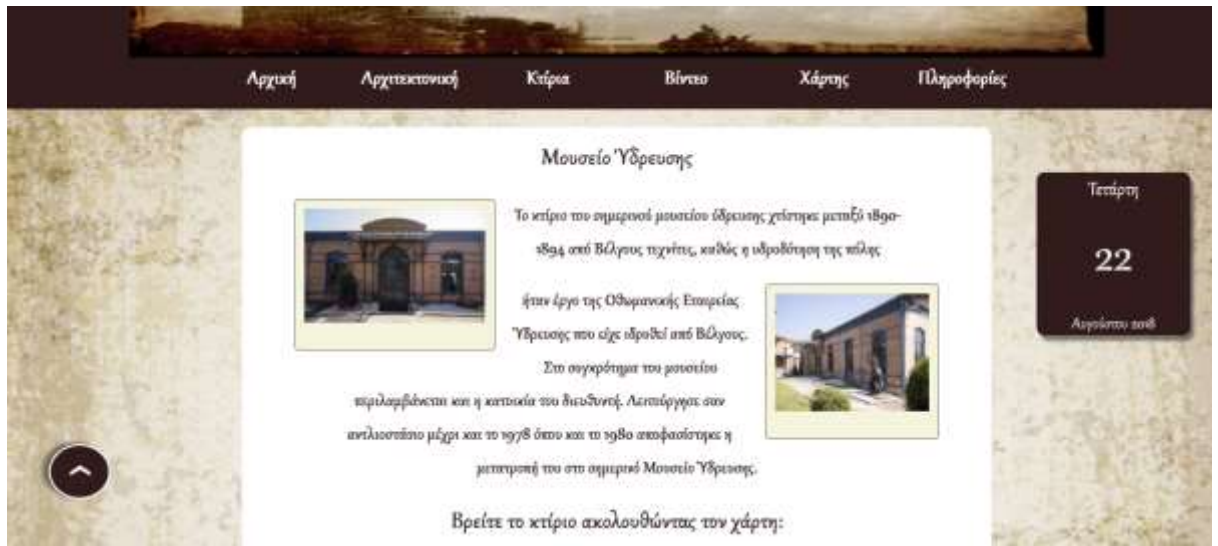 Αρχική Αρχιτεκτονική Κτίρια Βίντεο Χάρτης Πληροφορίες
Μουσείο Ύδρευσης
Το κτίριο του σημερινού μουσείου ύδρευσης χτίστηκε μεταξύ 1890-
1894 από Βέλγους τεχνίτες, καθώς η υδροδότηση της πόλης
ήταν έργο της Οθωμανικής Εταιρείας
Ύδρευσης που είχε ιδρυθεί από Βέλγους.
Στο συγκρότημα του μουσείου
περιλαμβάνεται και η κατοικία του διευθυντή. Λειτούργησε σαν
αντλιοστάσιο μέχρι και το 1978 όπου και το 1980 αποφασίστηκε η
μετατροπή του στο σημερινό Μουσείο Ύδρευσης.
Βρείτε το κτίριο ακολουθώντας τον χάρτη:
Τετάρτη
22
Αυγούστου 2018